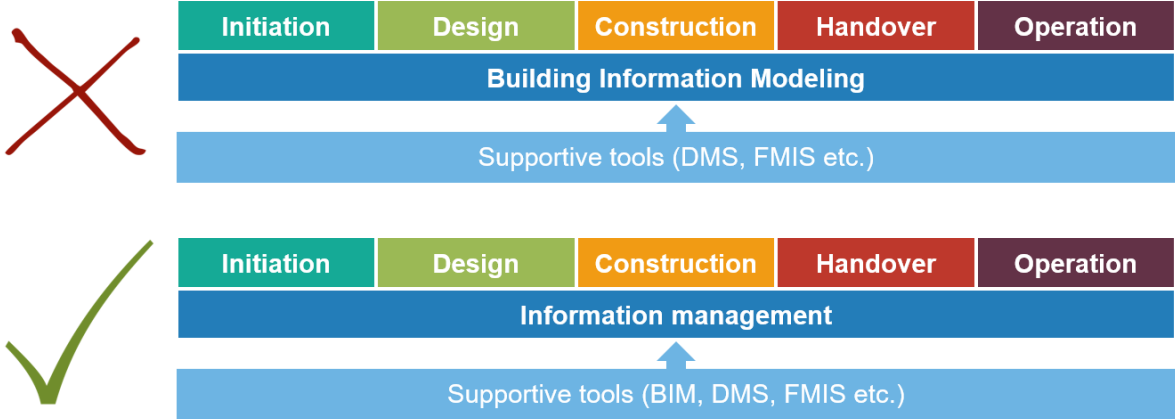 Initiation Design Construction Handover Operation
Building Information Modeling
Supportive tools (DMS, FMIS etc.)
Initiation Design Construction Handover Operation
Information management
Supportive tools (BIM, DMS, FMIS etc.)